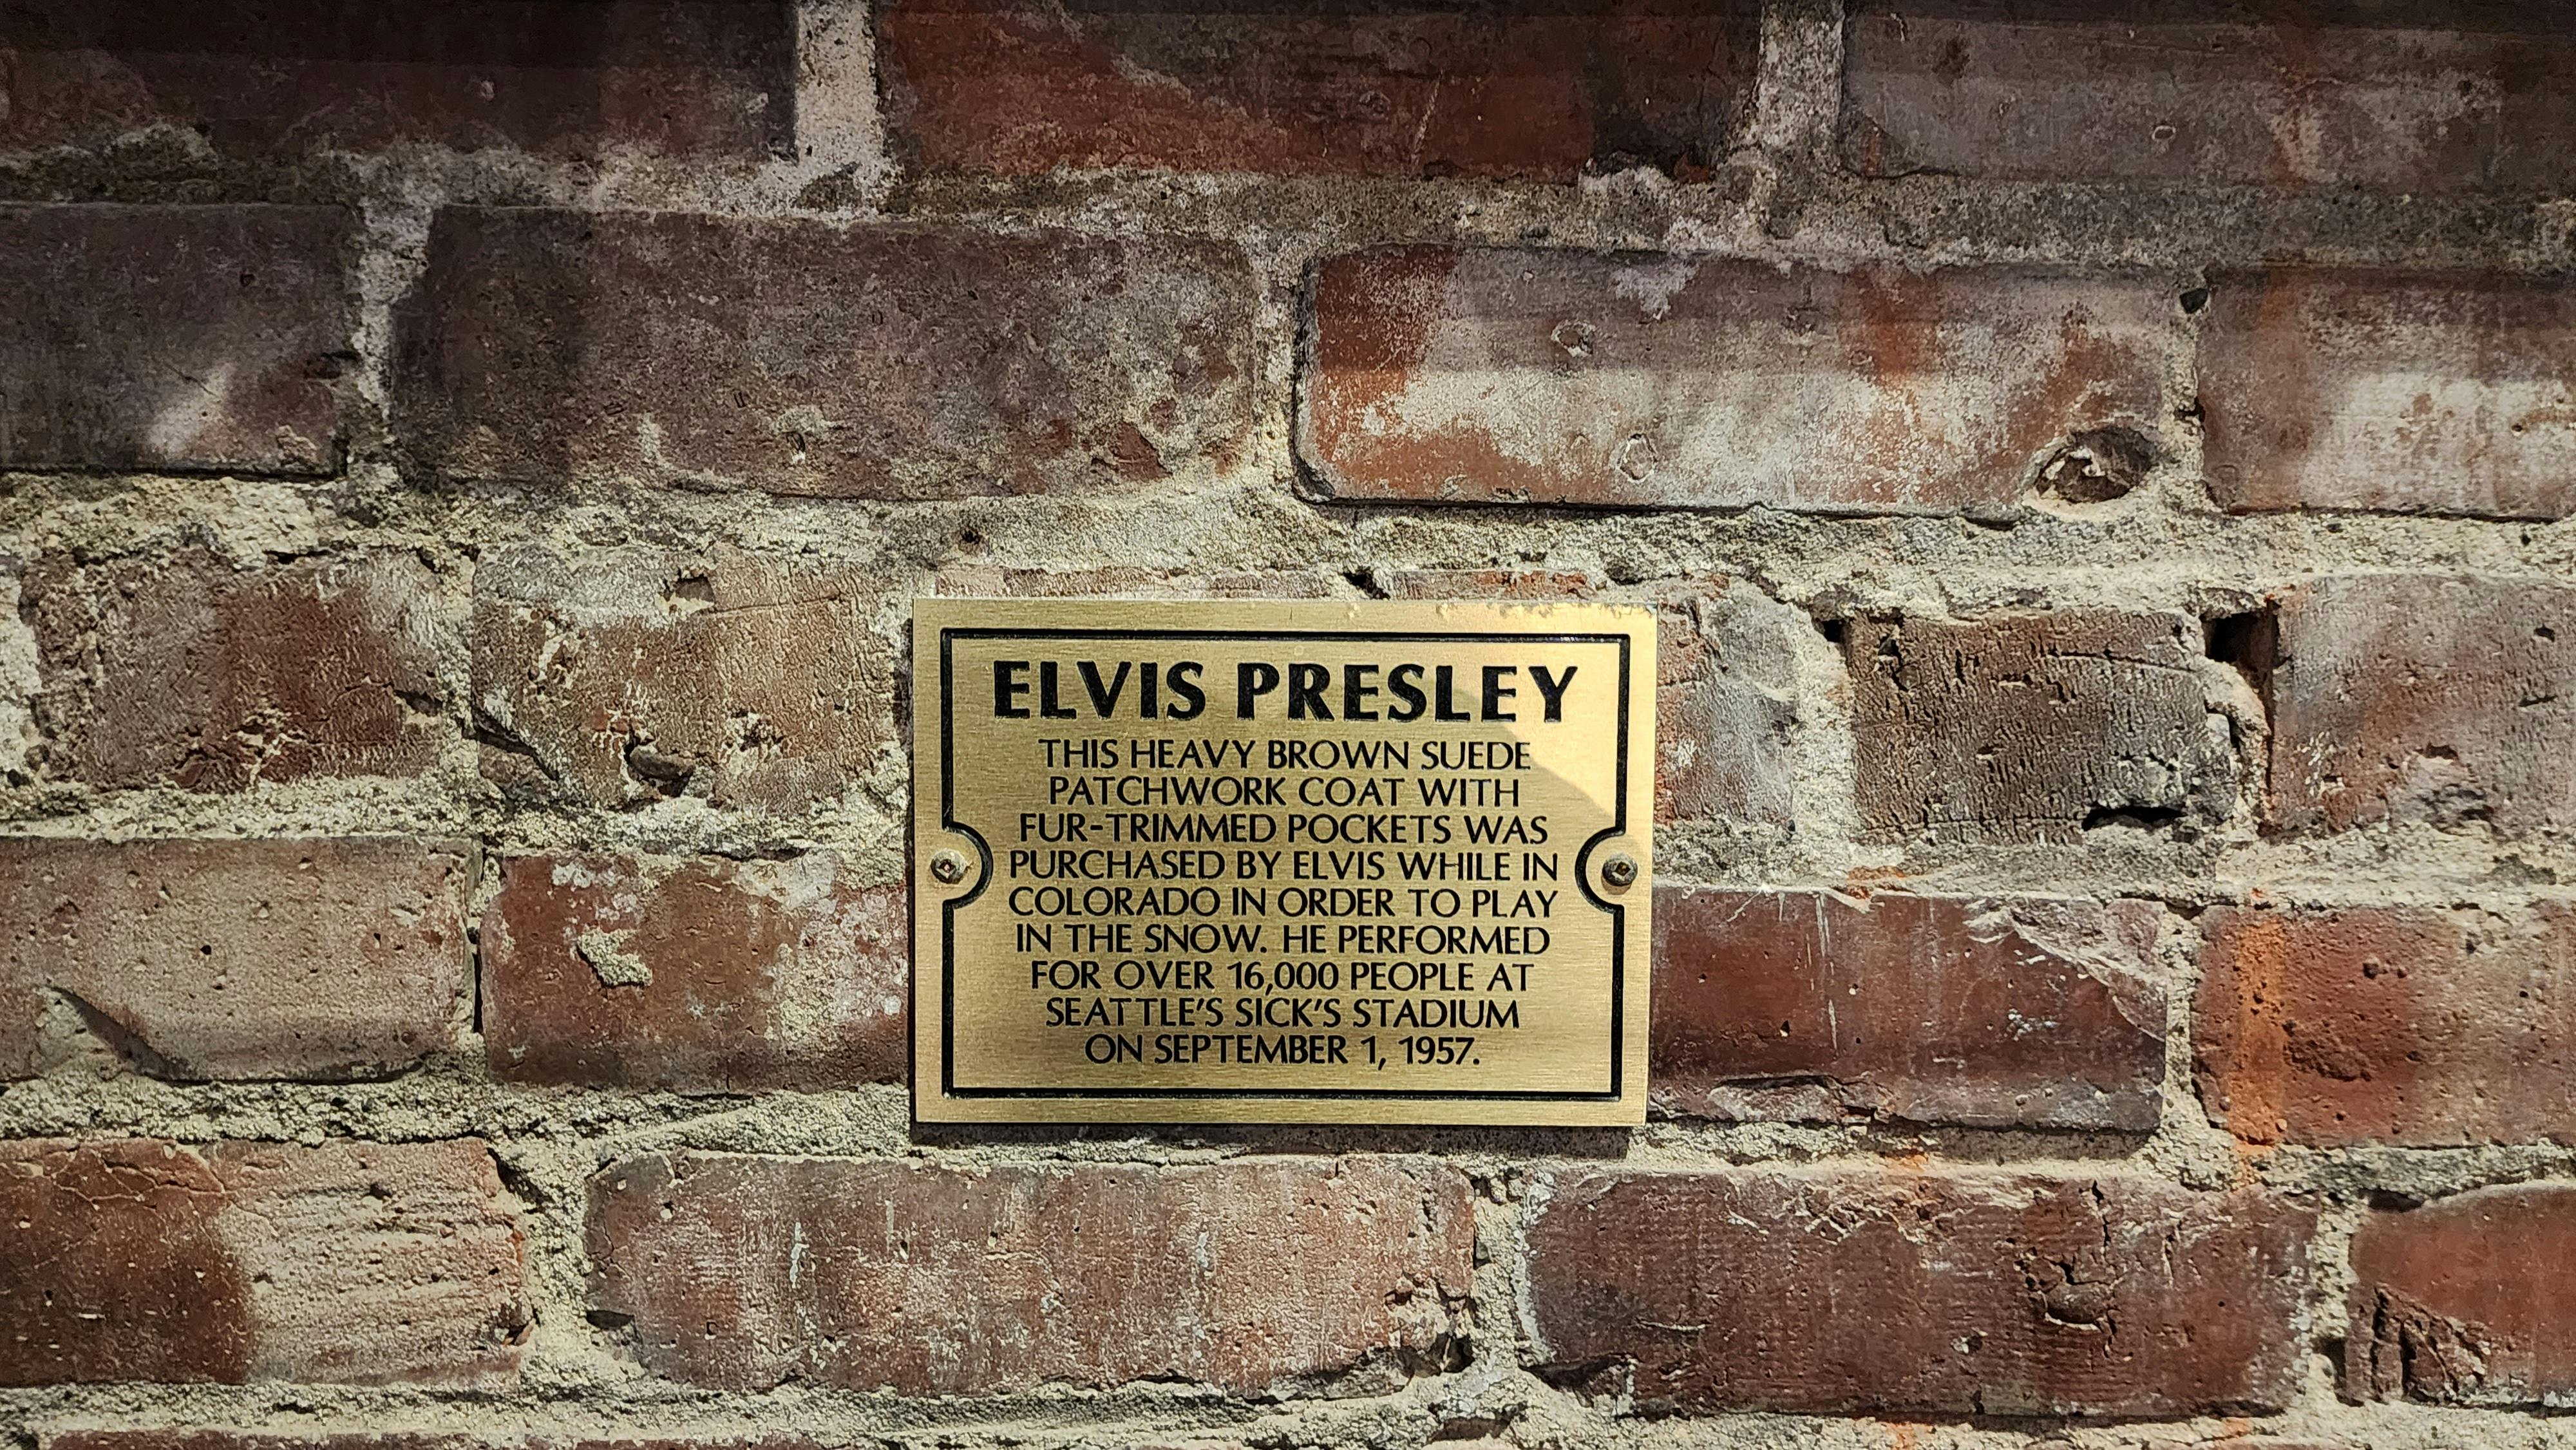 ELVIS PRESLEY
THIS HEAVY BROWN SUEDE
PATCHWORK COAT WITH
FUR-TRIMMED POCKETS WAS
PURCHASED BY ELVIS WHILE IN
COLORADO IN ORDER TO PLAY
IN THE SNOW. HE PERFORMED
FOR OVER 16,000 PEOPLE AT
SEATTLE'S SICK'S STADIUM
ON SEPTEMBER 1, 1957.